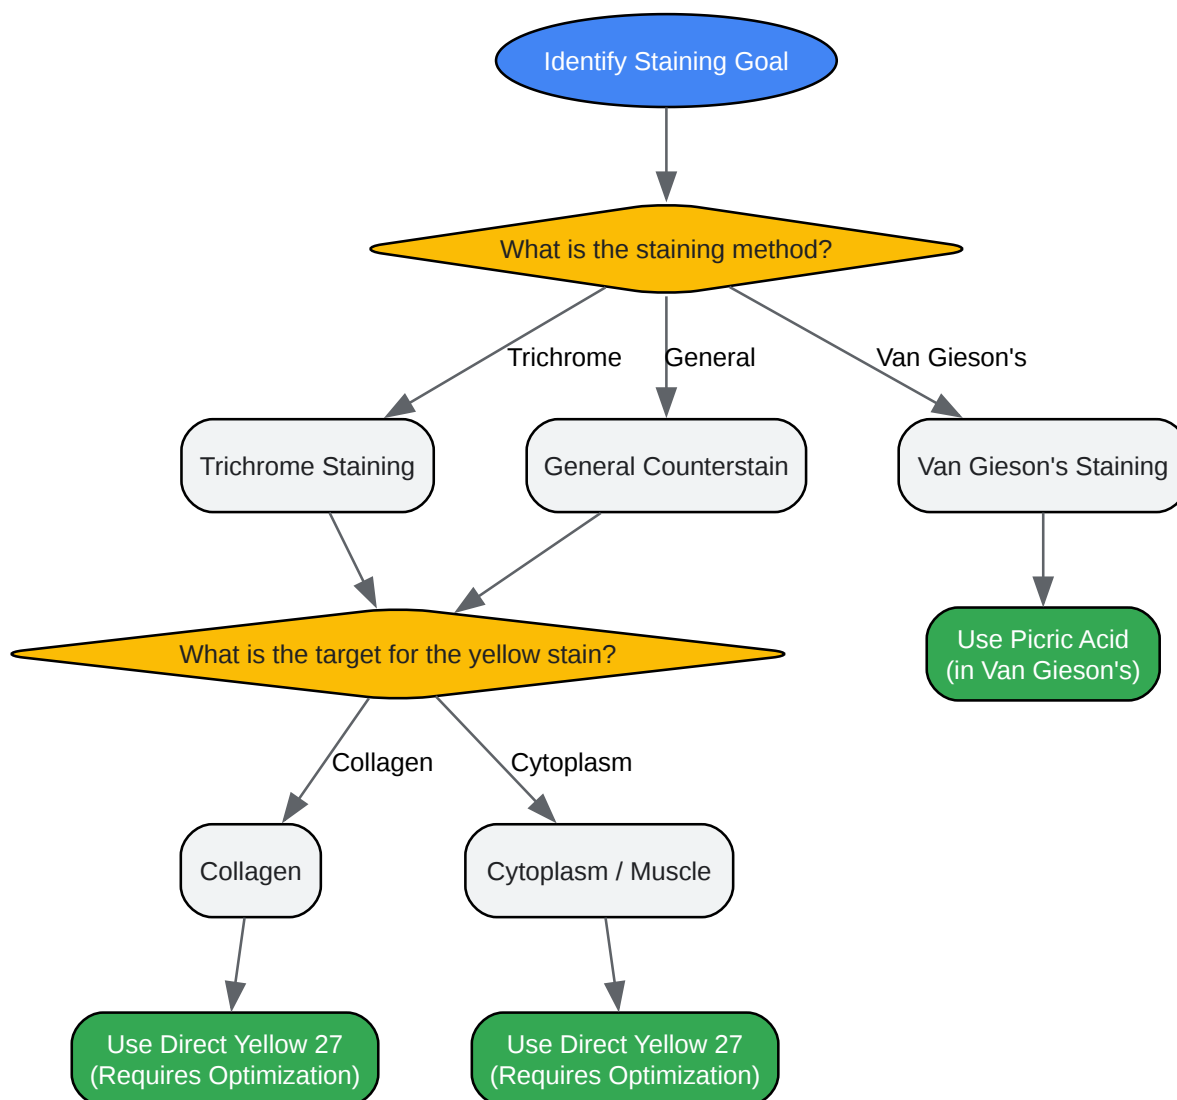 Identify Staining Goal
What is the staining method?
Trichrome
General
Van Gieson's
Trichrome Staining
General Counterstain
Van Gieson's Staining
What is the target for the yellow stain?
Use Picric Acid
(in Van Gieson's)
Collagen
Cytoplasm
Collagen
Cytoplasm / Muscle
Use Direct Yellow 27
(Requires Optimization)
Use Direct Yellow 27
(Requires Optimization)